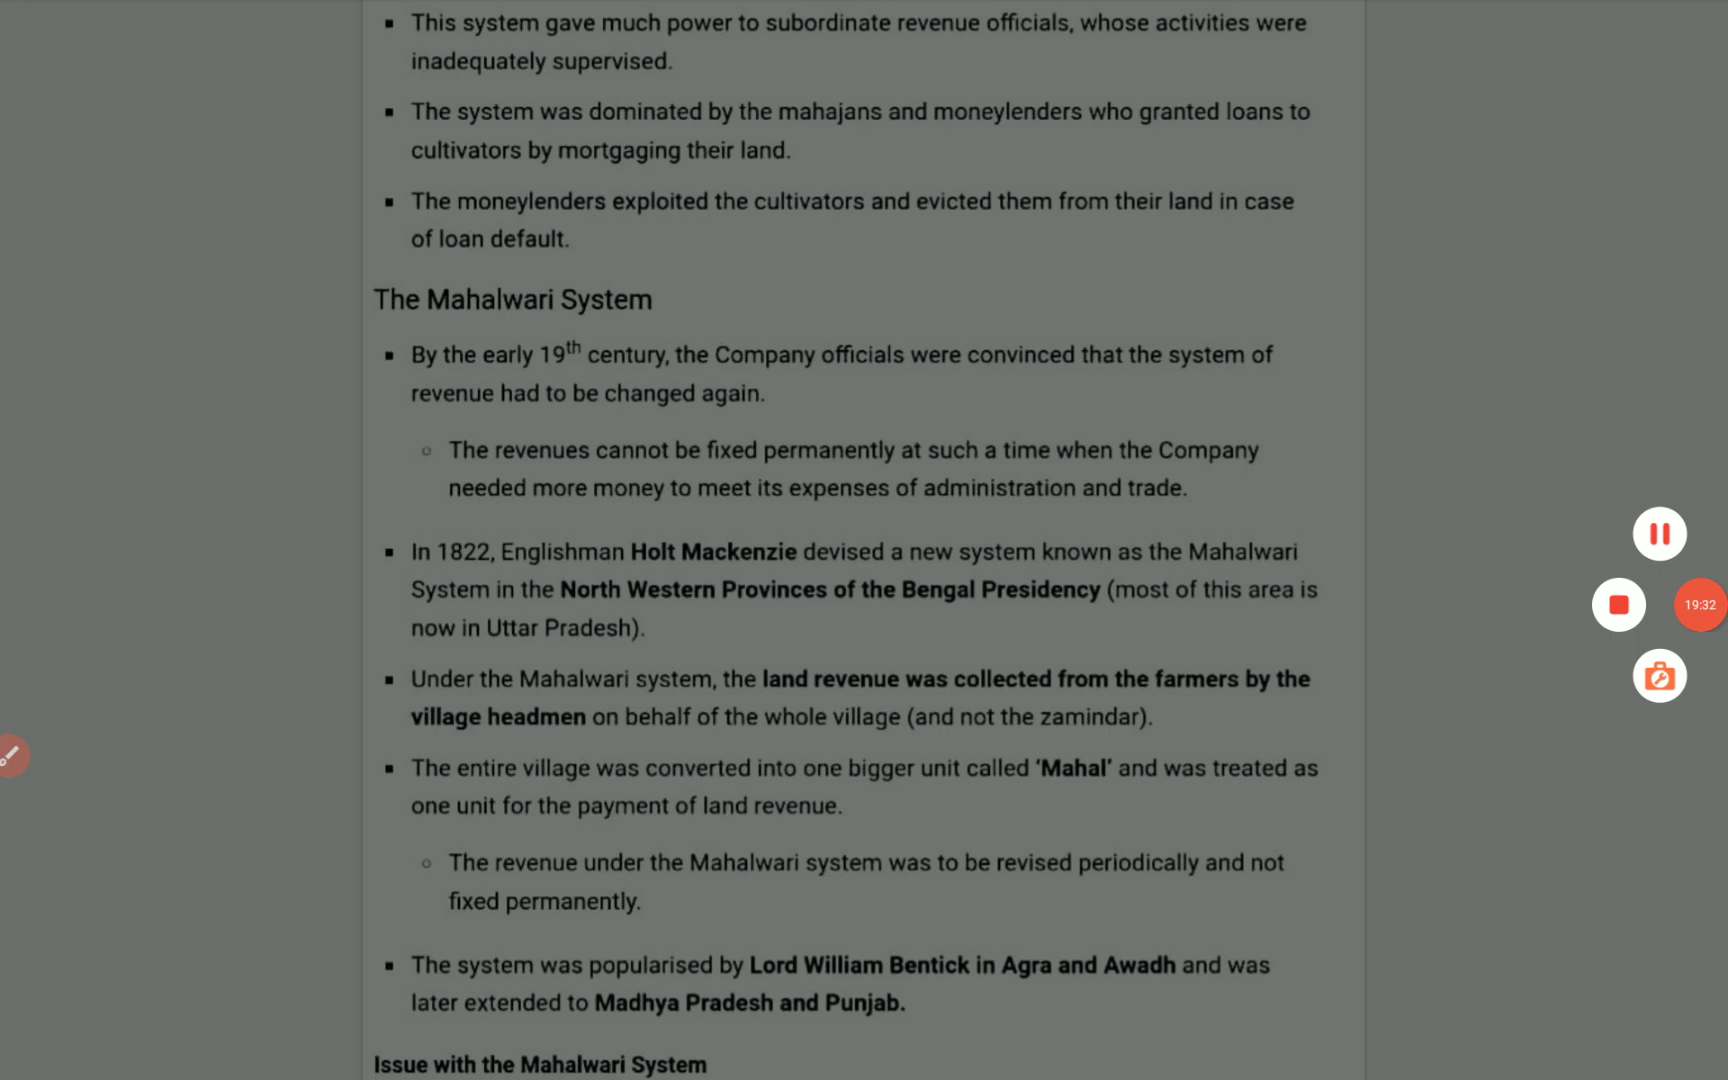 This system gave much power to subordinate revenue officials, whose activities were
inadequately supervised.
The system was dominated by the mahajans and moneylenders who granted loans to
cultivators by mortgaging their land.
The moneylenders exploited the cultivators and evicted them from their land in case
of loan default.
The Mahalwari System
By the early 19th century, the Company officials were convinced that the system of
revenue had to be changed again.
The revenues cannot be fixed permanently at such a time when the Company
needed more money to meet its expenses of administration and trade.
In 1822, Englishman Holt Mackenzie devised a new system known as the Mahalwari
System in the North Western Provinces of the Bengal Presidency (most of this area is
now in Uttar Pradesh).
19:32
Under the Mahalwari system, the land revenue was collected from the farmers by the
village headmen on behalf of the whole village (and not the zamindar).
The entire village was converted into one bigger unit called ‘Mahal’ and was treated as
one unit for the payment of land revenue.
The revenue under the Mahalwari system was to be revised periodically and not
fixed permanently.
The system was popularised by Lord William Bentick in Agra and Awadh and was
later extended to Madhya Pradesh and Punjab.
Issue with the Mahalwari System